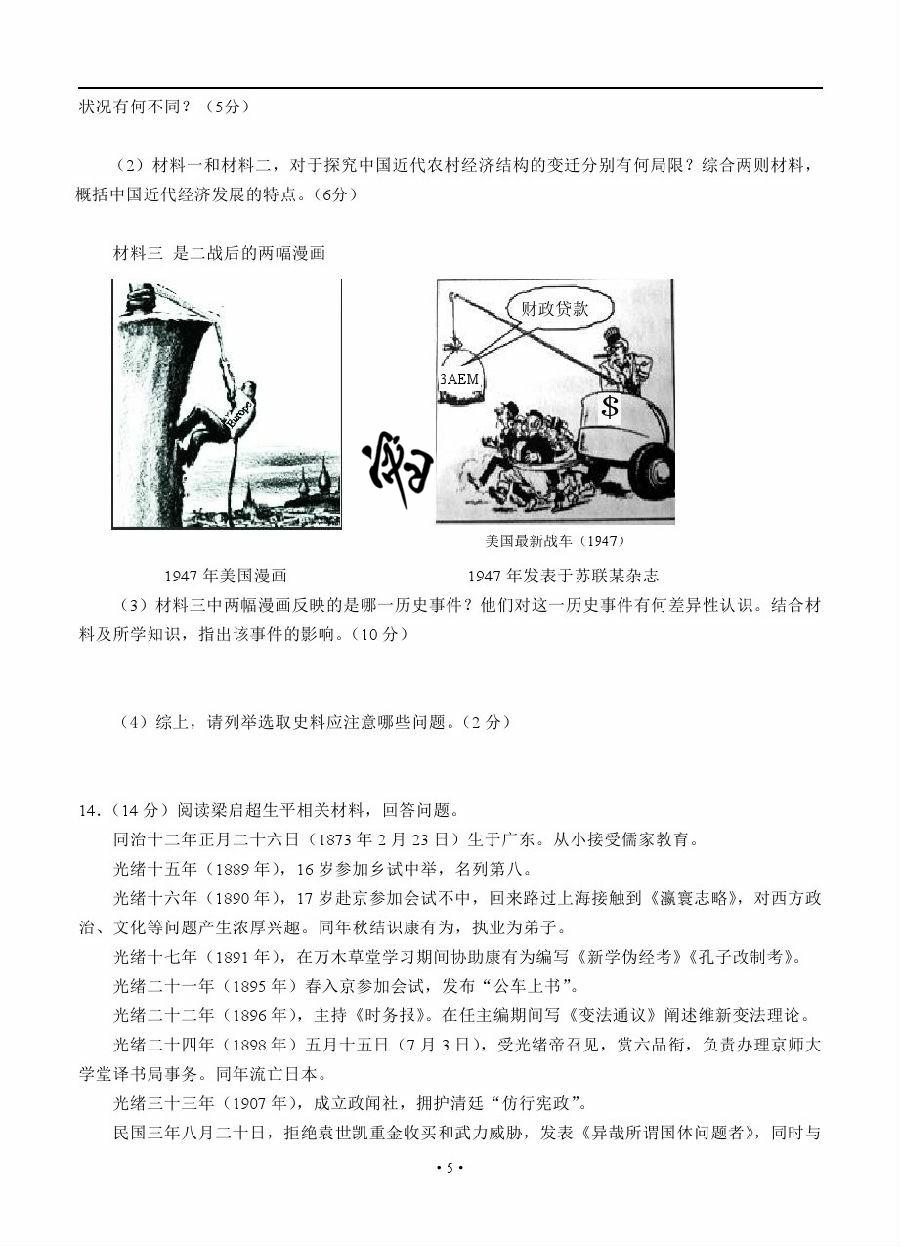 状况有何不同？（5分）
（2）材料一和材料二，对于探究中国近代农村经济结构的变迁分别有何局限？综合两则材料，
概括中国近代经济发展的特点。（6分）
材料三 是二战后的两幅漫画
财政贷款
3AEM
Europe
$
美国最新战车（1947）
1947 年美国漫画
1947 年发表于苏联某杂志
（3）材料三中两幅漫画反映的是哪一历史事件？他们对这一历史事件有何差异性认识。结合材
料及所学知识，指出该事件的影响。（10 分）
（4）综上，请列举选取史料应注意哪些问题。（2 分）
14.（14 分）阅读梁启超生平相关材料，回答问题。
同治十二年正月二十六日（1873 年 2 月 23 日）生于广东。从小接受儒家教育。
光绪十五年（1889 年），16 岁参加乡试中举，名列第八。
光绪十六年（1890 年），17 岁赴京参加会试不中，回来路过上海接触到《瀛寰志略》，对西方政
治、文化等问题产生浓厚兴趣。同年秋结识康有为，执业为弟于。
光绪十七年（1891 年），在万木草堂学习期间协助康有为编写《新学伪经考》《孔子改制考》。
光绪二十一年（1895 年）春入京参加会试，发布“公车上书”。
光绪二十二年（1896 年），主持《时务报》。在任主编期间写《变法通议》阐述维新变法理论。
光绪二十四年（1898 年）五月十五日（7 月 3 日），受光绪帝召见，赏六品衔，负责办理京师大
学堂译书局事务。同年流亡日本。
光绪三十三年（1907 年），成立政闻社，拥护清廷“仿行宪政”。
民国三年八月二十日，拒绝袁世凯重金收买和武力威胁，发表《异哉所谓国休问题者》，同时与
· 5 ·